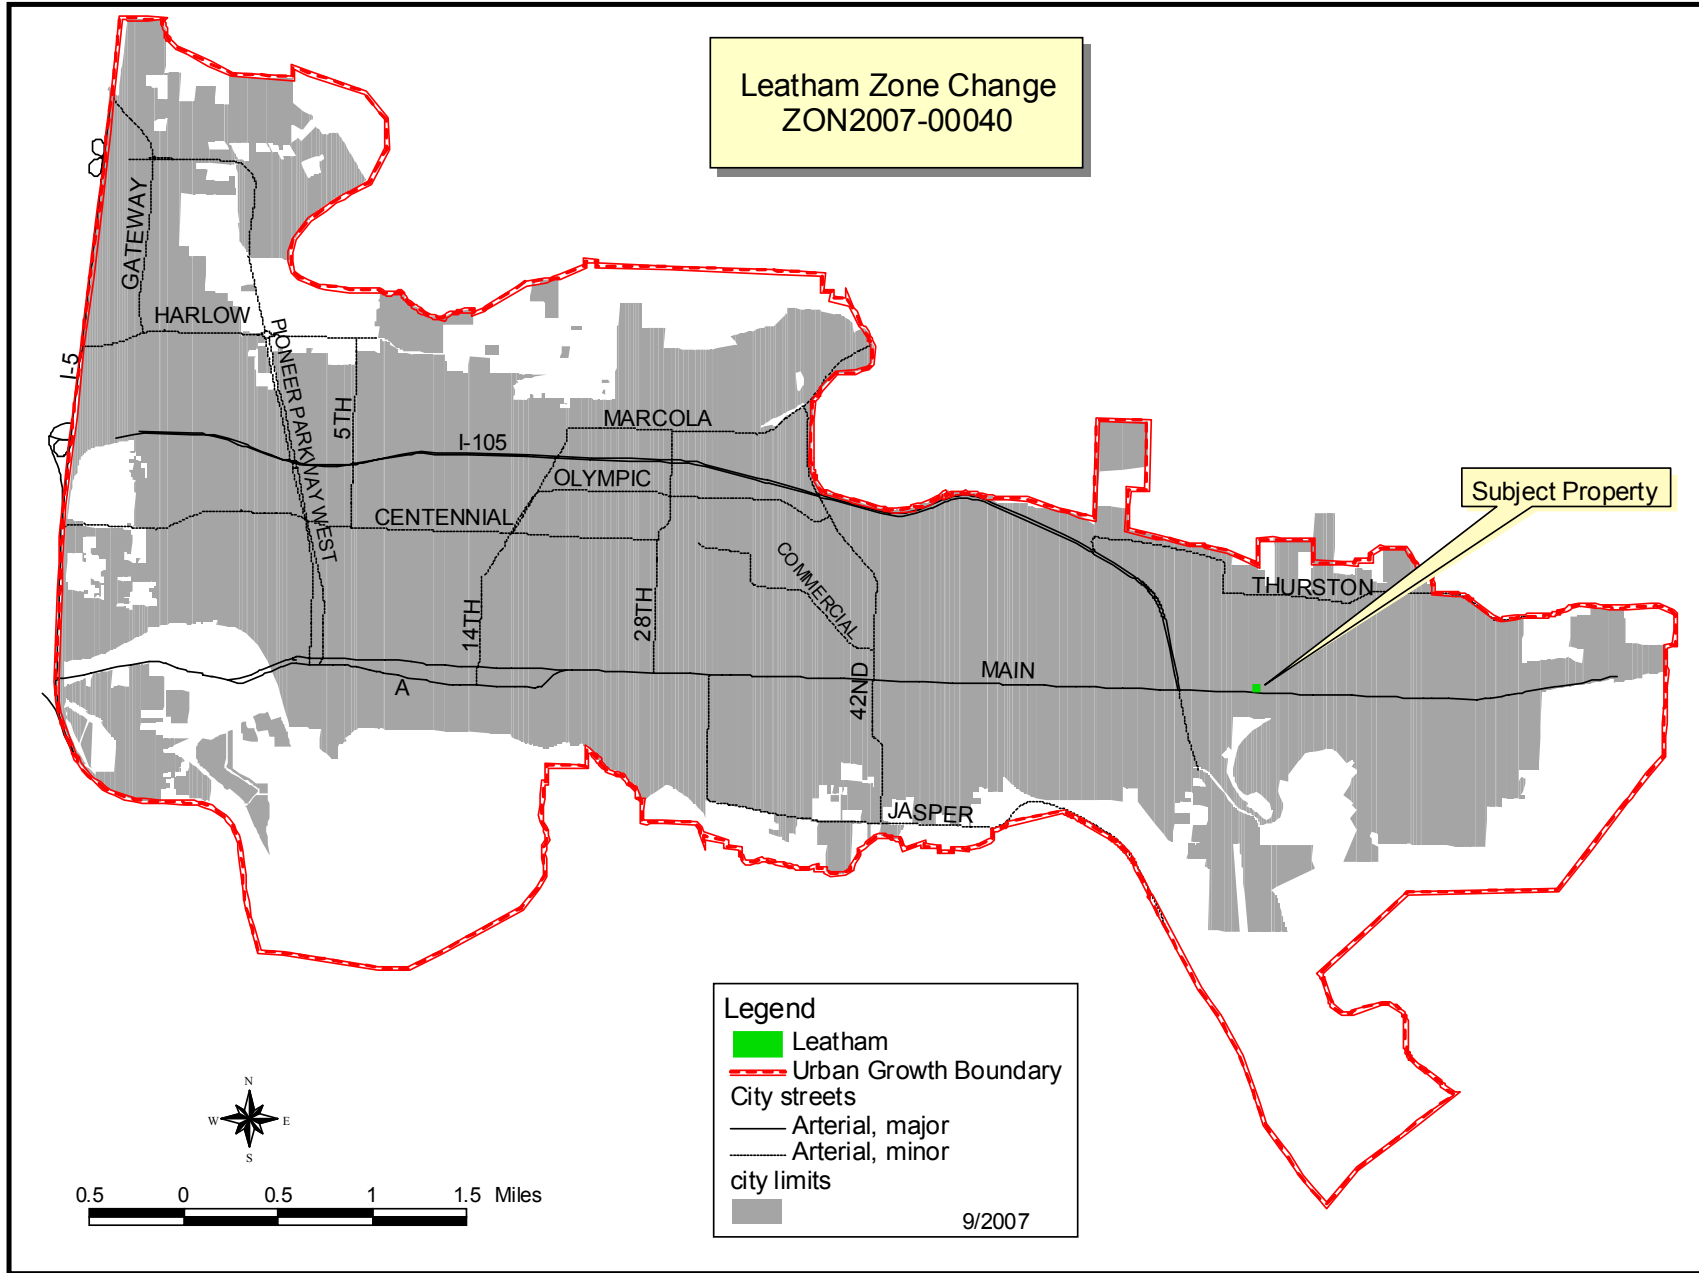 Leatham Zone Change
ZON2007-00040
GATEWAY
HARLOW
I-5
PIONEER PARKWAY WEST
5TH
MARCOLA
I-105
OLYMPIC
CENTENNIAL
Subject Property
COMMERCIAL
THURSTON
14TH
28TH
42ND
MAIN
A
JASPER
Legend
Leatham
Urban Growth Boundary
City streets
Arterial, major
Arterial, minor
city limits
9/2007
N
W
E
S
0.5 0 0.5 1 1.5 Miles